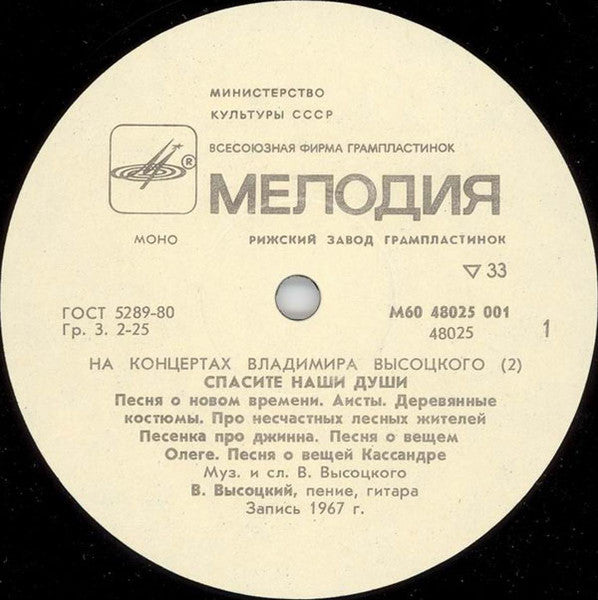 МИНИСТЕРСТВО
КУЛЬТУРЫ СССР
ВСЕСОЮЗНАЯ ФИРМА ГРАМПЛАСТИНОК
®
МЕЛОДИЯ
МОНО РИЖСКИЙ ЗАВОД ГРАМПЛАСТИНОК
▽ 33
ГОСТ 5289-80 М60 48025 001
Гр. 3. 2-25 48025 1
НА КОНЦЕРТАХ ВЛАДИМИРА ВЫСОЦКОГО (2)
СПАСИТЕ НАШИ ДУШИ
Песня о новом времени. Аисты. Деревянные
костюмы. Про несчастных лесных жителей
Песенка про джинна. Песня о вещем
Олеге. Песня о вещей Кассандре
Муз. и сл. В. Высоцкого
В. Высоцкий, пение, гитара
Запись 1967 г.